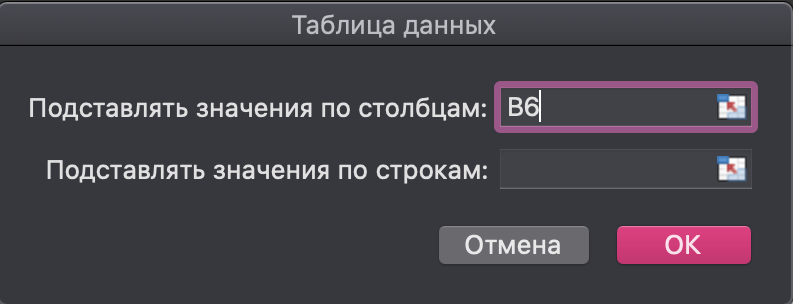 Таблица данных
Подставлять значения по столбцам: B6
Подставлять значения по строкам:
Отмена OK